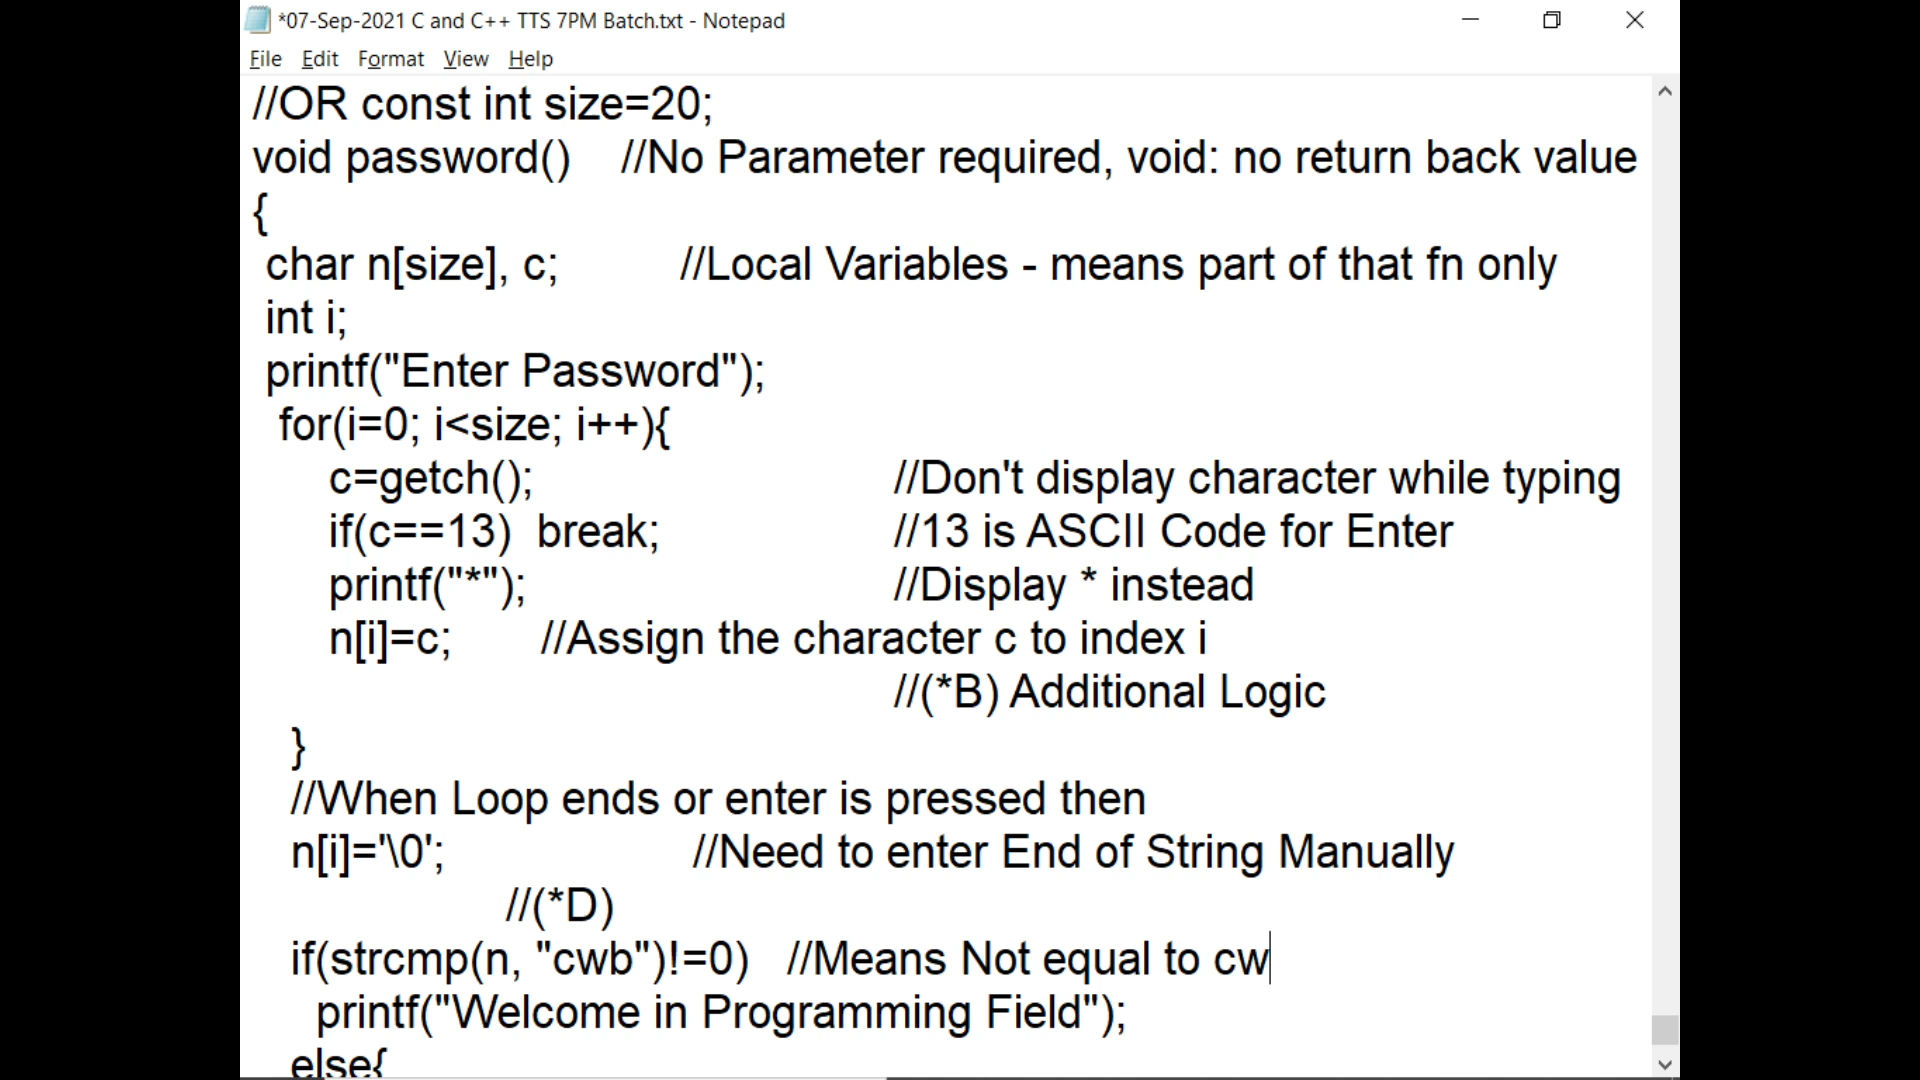 *07-Sep-2021 C and C++ TTS 7PM Batch.txt - Notepad
File Edit Format View Help
//OR const int size=20;
void password() //No Parameter required, void: no return back value
{
char n[size], c; //Local Variables - means part of that fn only
int i;
printf("Enter Password");
for(i=0; i<size; i++){
c=getch(); //Don't display character while typing
if(c==13) break; //13 is ASCII Code for Enter
printf("*"); //Display * instead
n[i]=c; //Assign the character c to index i
//(*B) Additional Logic
}
//When Loop ends or enter is pressed then
n[i]='\0'; //Need to enter End of String Manually
//(*D)
if(strcmp(n, "cwb")!=0) //Means Not equal to cw
printf("Welcome in Programming Field");
else{